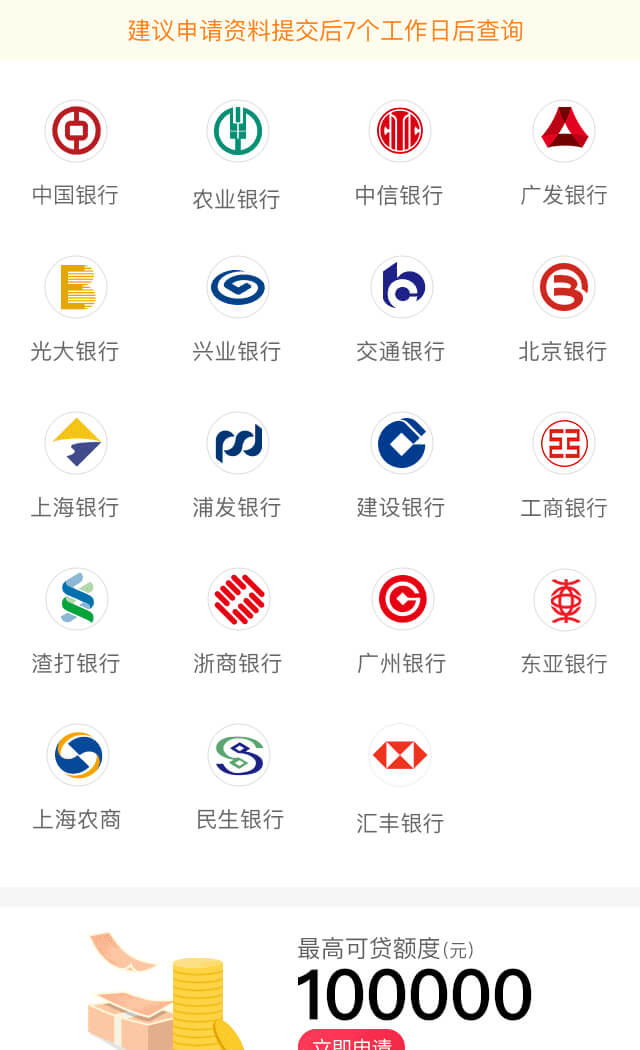 建议申请资料提交后7个工作日后查询
中国银行 农业银行 中信银行 广发银行
光大银行 兴业银行 交通银行 北京银行
上海银行 浦发银行 建设银行 工商银行
渣打银行 浙商银行 广州银行 东亚银行
上海农商 民生银行 汇丰银行
最高可贷额度(元)
100000
立即申请